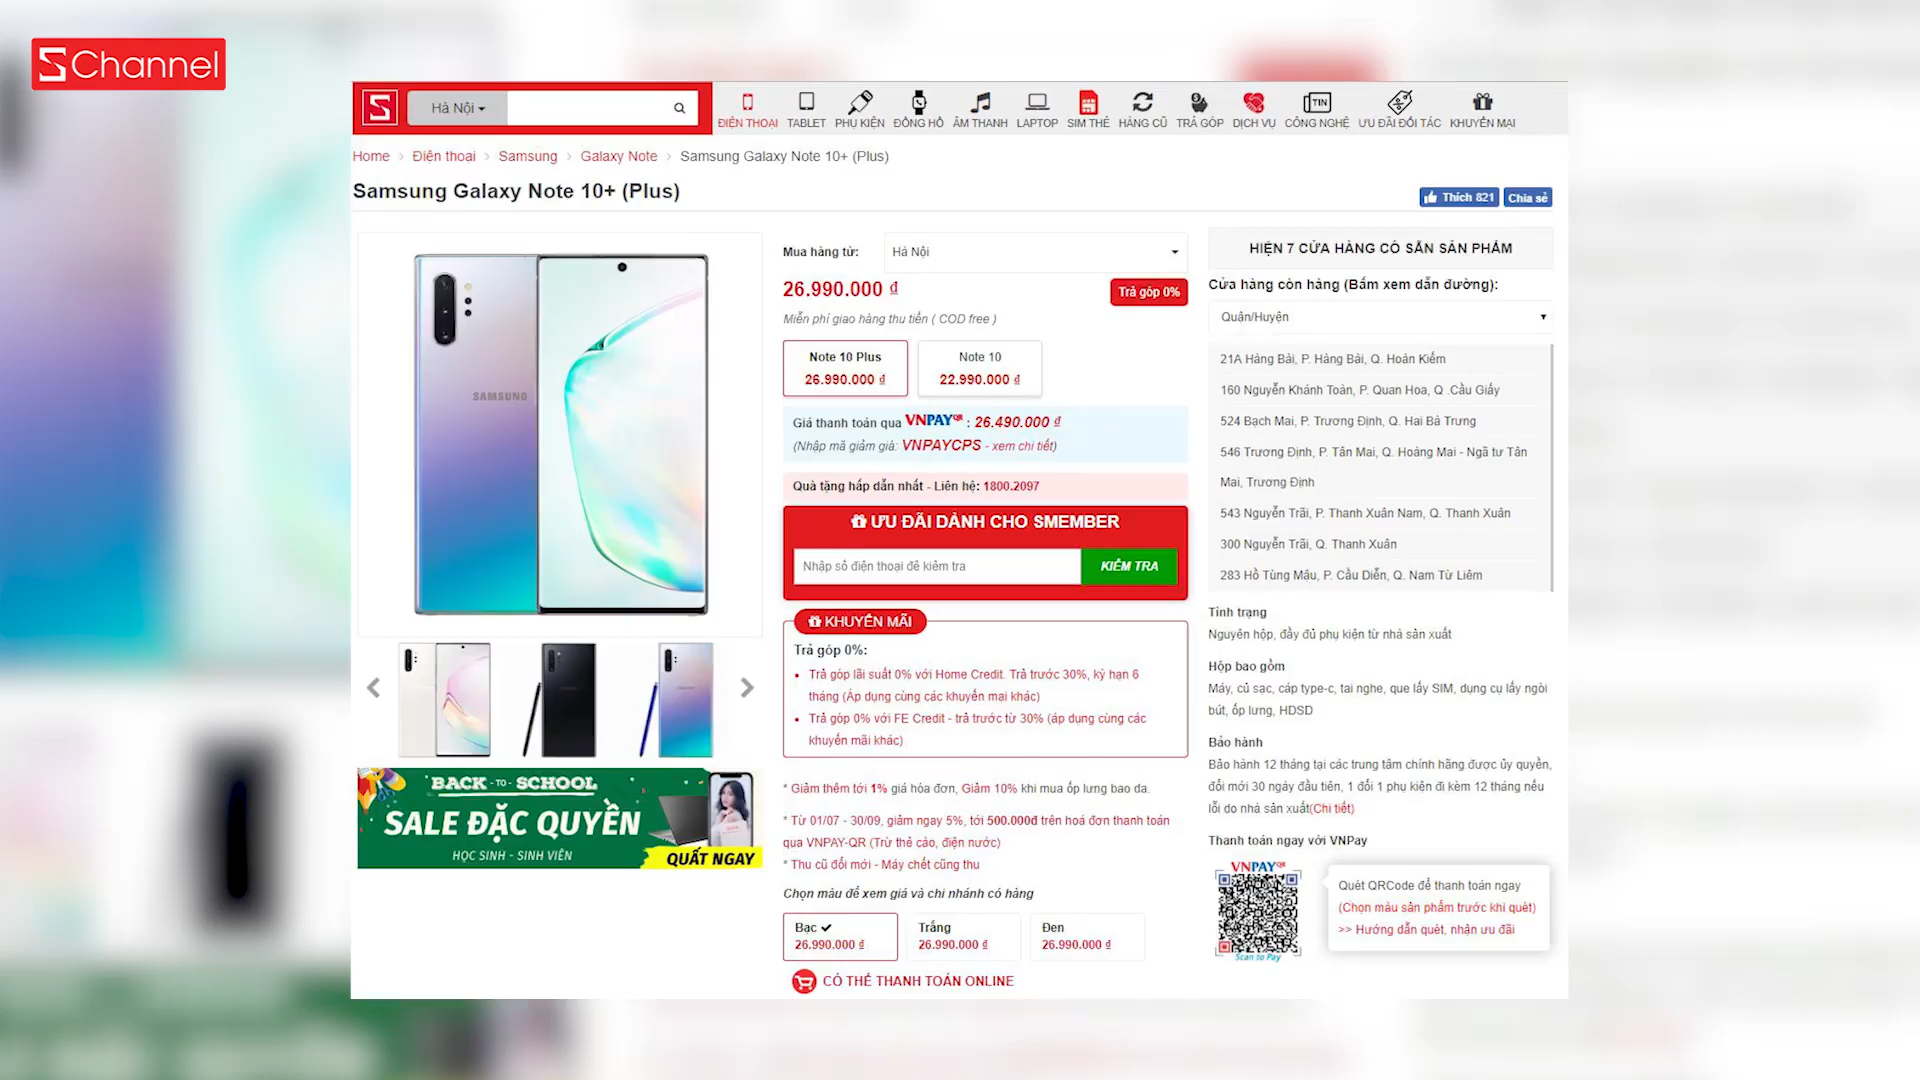 S Channel
Hà Nội
ĐIỆN THOẠI
TABLET
PHỤ KIỆN
ĐỒNG HỒ
ÂM THANH
LAPTOP
SIM THẺ
HÀNG CŨ
TRẢ GÓP
DỊCH VỤ
TIN
CÔNG NGHỆ
ƯU ĐÃI ĐỐI TÁC
KHUYẾN MẠI
Home > Điện thoại > Samsung > Galaxy Note > Samsung Galaxy Note 10+ (Plus)
Samsung Galaxy Note 10+ (Plus)
Thích 821
Chia sẻ
SAMSUNG
BACK -TO- SCHOOL
SALE ĐẶC QUYỀN
HỌC SINH - SINH VIÊN
QUẤT NGAY
Mua hàng từ: Hà Nội
26.990.000 ₫
Trả góp 0%
Miễn phí giao hàng thu tiền ( COD free )
Note 10 Plus
26.990.000 ₫
Note 10
22.990.000 ₫
Giá thanh toán qua VNPAYQR : 26.490.000 ₫
(Nhập mã giảm giá: VNPAYCPS - xem chi tiết)
Quà tặng hấp dẫn nhất - Liên hệ: 1800.2097
ƯU ĐÃI DÀNH CHO SMEMBER
Nhập số điện thoại để kiểm tra
KIỂM TRA
KHUYẾN MÃI
Trả góp 0%:
• Trả góp lãi suất 0% với Home Credit. Trả trước 30%, kỳ hạn 6
tháng (Áp dụng cùng các khuyến mại khác)
• Trả góp 0% với FE Credit - trả trước từ 30% (áp dụng cùng các
khuyến mãi khác)
* Giảm thêm tới 1% giá hóa đơn, Giảm 10% khi mua ốp lưng bao da.
* Từ 01/07 - 30/09, giảm ngay 5%, tới 500.000đ trên hoá đơn thanh toán
qua VNPAY-QR (Trừ thẻ cào, điện nước)
* Thu cũ đổi mới - Máy chết cũng thu
Chọn màu để xem giá và chi nhánh có hàng
Bạc
26.990.000 ₫
Trắng
26.990.000 ₫
Đen
26.990.000 ₫
CÓ THỂ THANH TOÁN ONLINE
HIỆN 7 CỬA HÀNG CÓ SẴN SẢN PHẨM
Cửa hàng còn hàng (Bấm xem dẫn đường):
Quận/Huyện
21A Hàng Bài, P. Hàng Bài, Q. Hoàn Kiếm
160 Nguyễn Khánh Toàn, P. Quan Hoa, Q .Cầu Giấy
524 Bạch Mai, P. Trương Định, Q. Hai Bà Trưng
546 Trương Định, P. Tân Mai, Q. Hoàng Mai - Ngã tư Tân
Mai, Trương Định
543 Nguyễn Trãi, P. Thanh Xuân Nam, Q. Thanh Xuân
300 Nguyễn Trãi, Q. Thanh Xuân
283 Hồ Tùng Mậu, P. Cầu Diễn, Q. Nam Từ Liêm
Tình trạng
Nguyên hộp, đầy đủ phụ kiện từ nhà sản xuất
Hộp bao gồm
Máy, củ sạc, cáp type-c, tai nghe, que lấy SIM, dụng cụ lấy ngòi
bút, ốp lưng, HDSD
Bảo hành
Bảo hành 12 tháng tại các trung tâm chính hãng được ủy quyền,
đổi mới 30 ngày đầu tiên, 1 đổi 1 phụ kiện đi kèm 12 tháng nếu
lỗi do nhà sản xuất(Chi tiết)
Thanh toán ngay với VNPay
VNPAYQR
Scan to Pay
Quét QRCode để thanh toán ngay
(Chọn màu sản phẩm trước khi quét)
>> Hướng dẫn quét, nhận ưu đãi